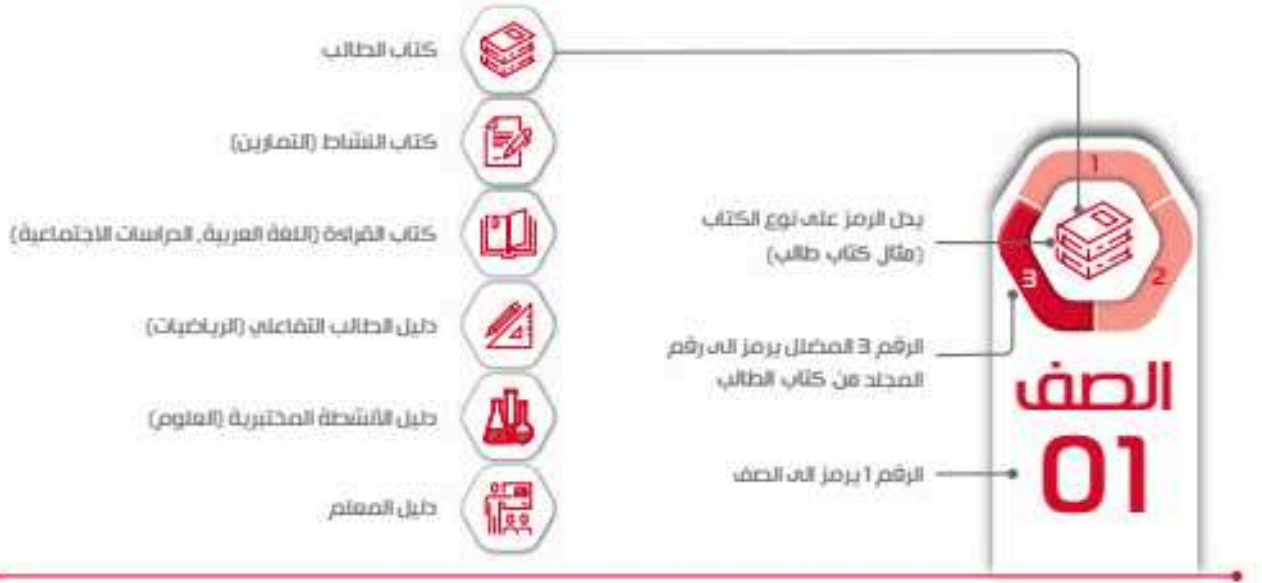 1
2
3
الصف
01
يدل الرمز على نوع الكتاب
(مثال كتاب طالب)
الرقم 3 المضلل يرمز الى رقم
المجلد من كتاب الطالب
الرقم 1 يرمز الى الصف
كتاب الطالب
كتاب النشاط (التمارين)
كتاب القراءة (اللغة العربية, الدراسات الاجتماعية)
دليل الطالب التفاعلي (الرياضيات)
دليل الأنشطة المختبرية (العلوم)
دليل المعلم